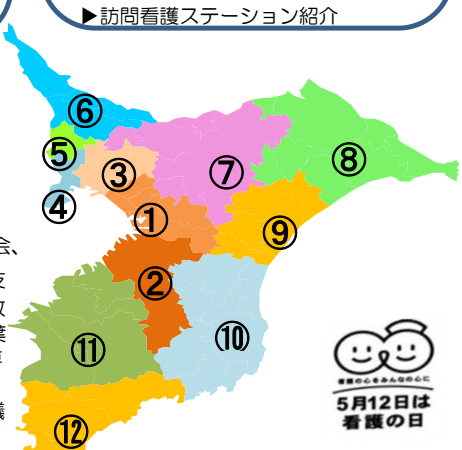 ▶訪問看護ステーション紹介
⑥
⑤
③
⑦
⑧
④
①
⑨
会、
②
⑩
⑪
⑫
看護の心をみんなの心に
5月12日は
看護の日